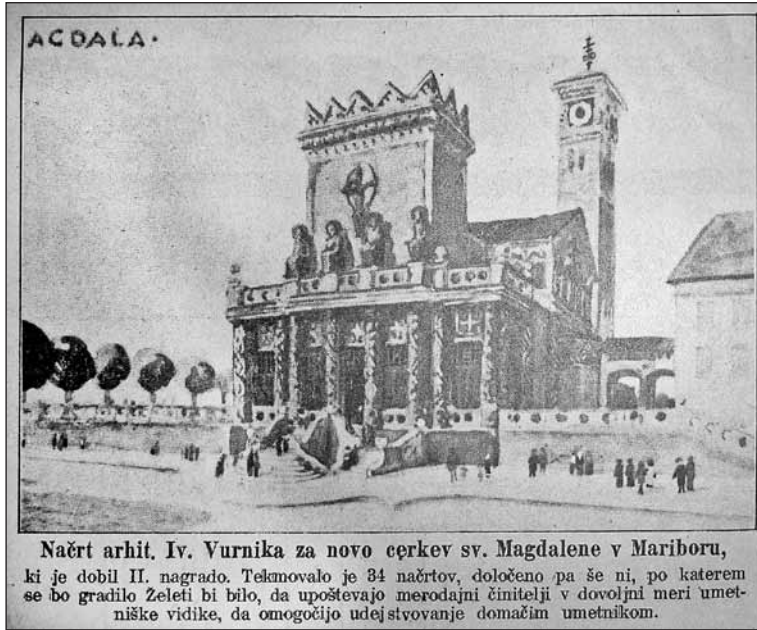 AGDALA.
Načrt arhit. Iv. Vurnika za novo cerkev sv. Magdalene v Mariboru,
ki je dobil II. nagrado. Tekmovalo je 34 načrtov, določeno pa še ni, po katerem
se bo gradilo Želeti bi bilo, da upoštevajo merodajni činitelji v dovoljni meri umet-
niške vidike, da omogočijo udejstvovanje domačim umetnikom.